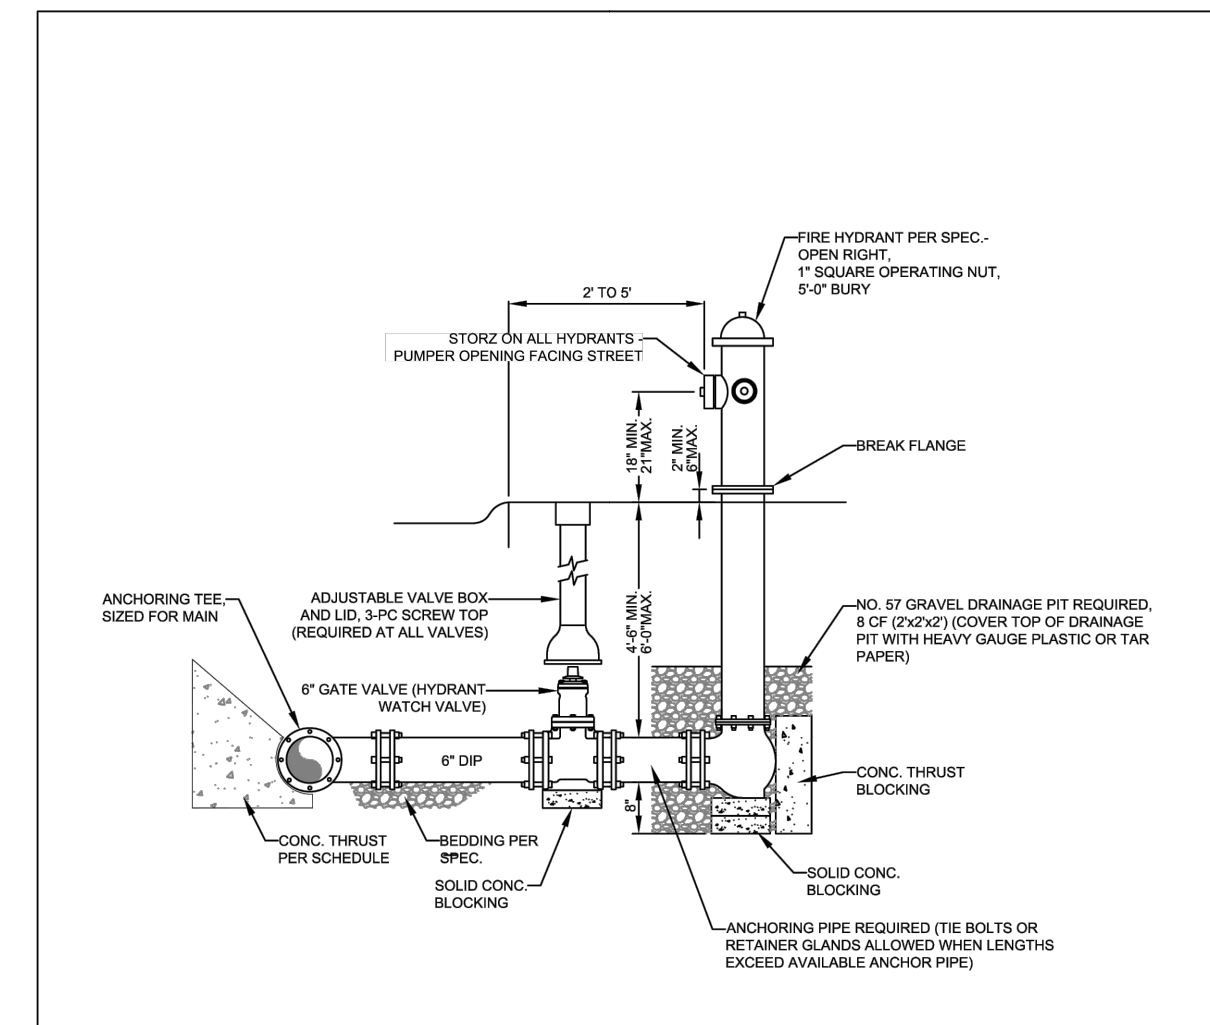 FIRE HYDRANT PER SPEC.-
OPEN RIGHT,
1" SQUARE OPERATING NUT,
5'-0" BURY
2' TO 5'
STORZ ON ALL HYDRANTS -
PUMPER OPENING FACING STREET
18" MIN.
21"MAX.
2" MIN.
6"MAX.
BREAK FLANGE
ANCHORING TEE,
SIZED FOR MAIN
ADJUSTABLE VALVE BOX
AND LID, 3-PC SCREW TOP
(REQUIRED AT ALL VALVES)
4'-6" MIN.
6'-0"MAX.
NO. 57 GRAVEL DRAINAGE PIT REQUIRED,
8 CF (2'x2'x2') (COVER TOP OF DRAINAGE
PIT WITH HEAVY GAUGE PLASTIC OR TAR
PAPER)
6" GATE VALVE (HYDRANT
WATCH VALVE)
6" DIP
CONC. THRUST
BLOCKING
8"
CONC. THRUST
PER SCHEDULE
BEDDING PER
SPEC.
SOLID CONC.
BLOCKING
SOLID CONC.
BLOCKING
ANCHORING PIPE REQUIRED (TIE BOLTS OR
RETAINER GLANDS ALLOWED WHEN LENGTHS
EXCEED AVAILABLE ANCHOR PIPE)